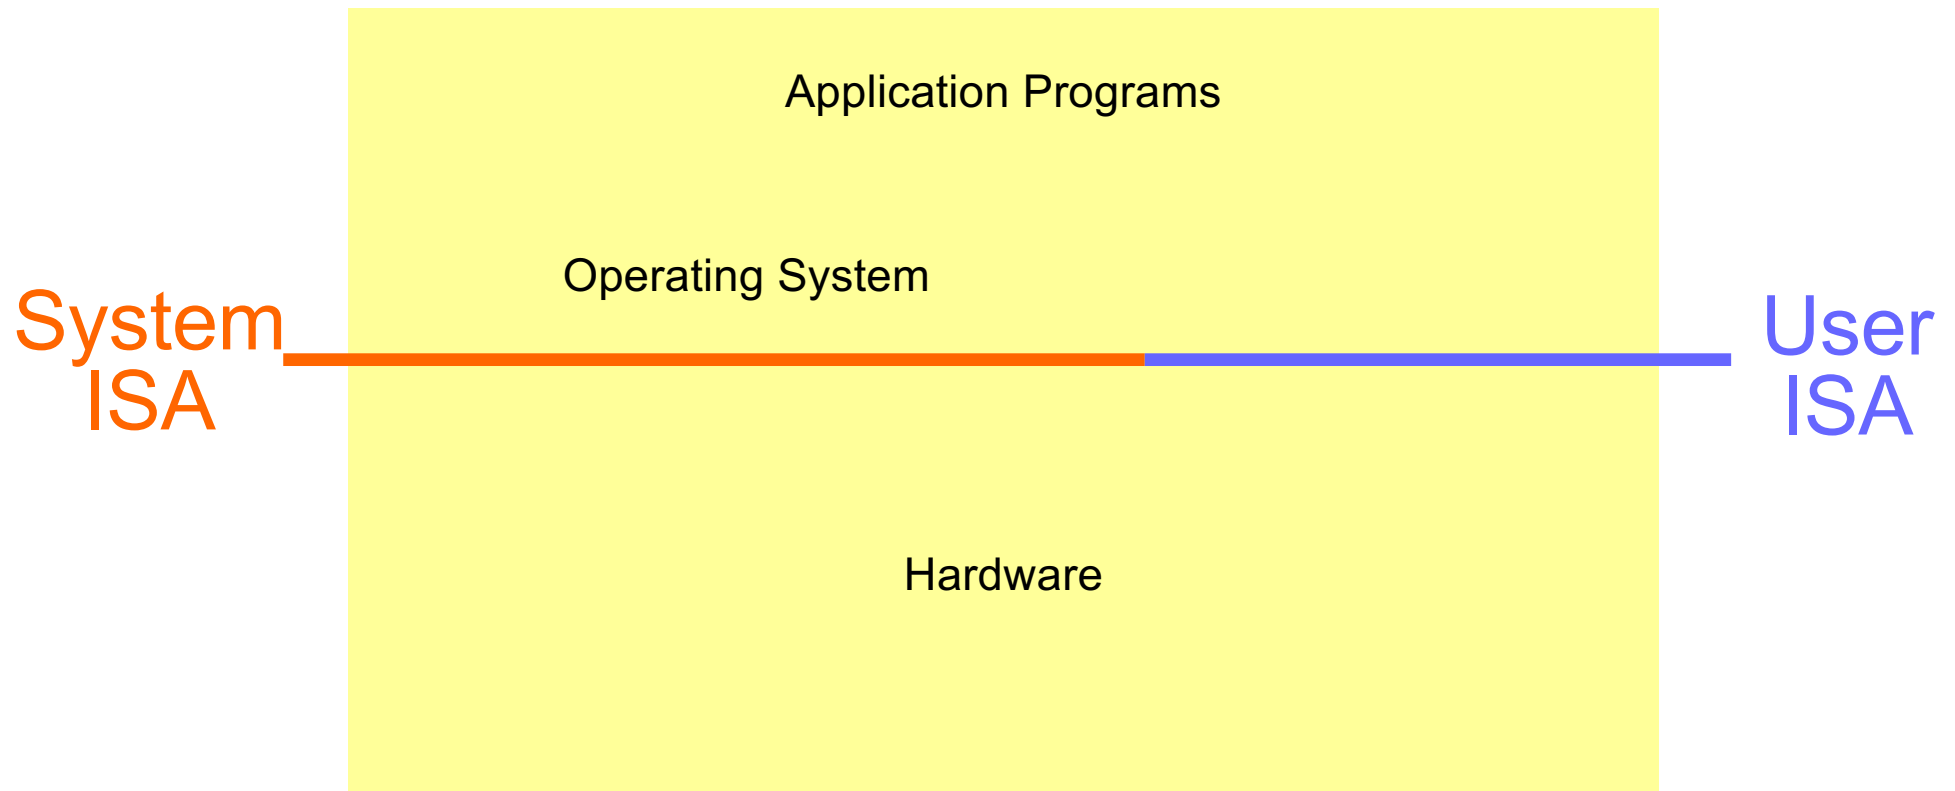 Application Programs
Operating System
System
ISA
User
ISA
Hardware